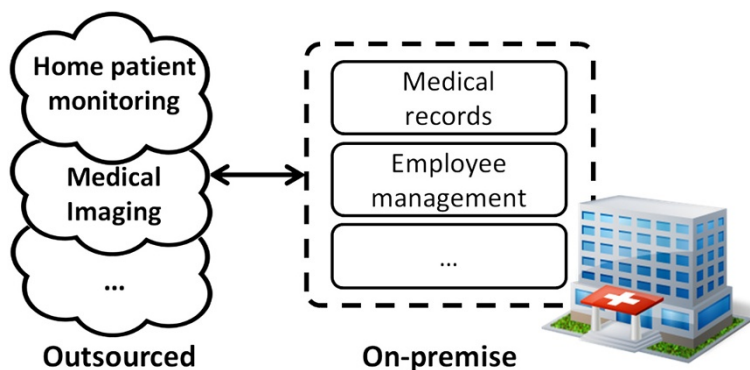 Home patient
monitoring
Medical
Imaging
...
Outsourced
Medical
records
Employee
management
...
On-premise